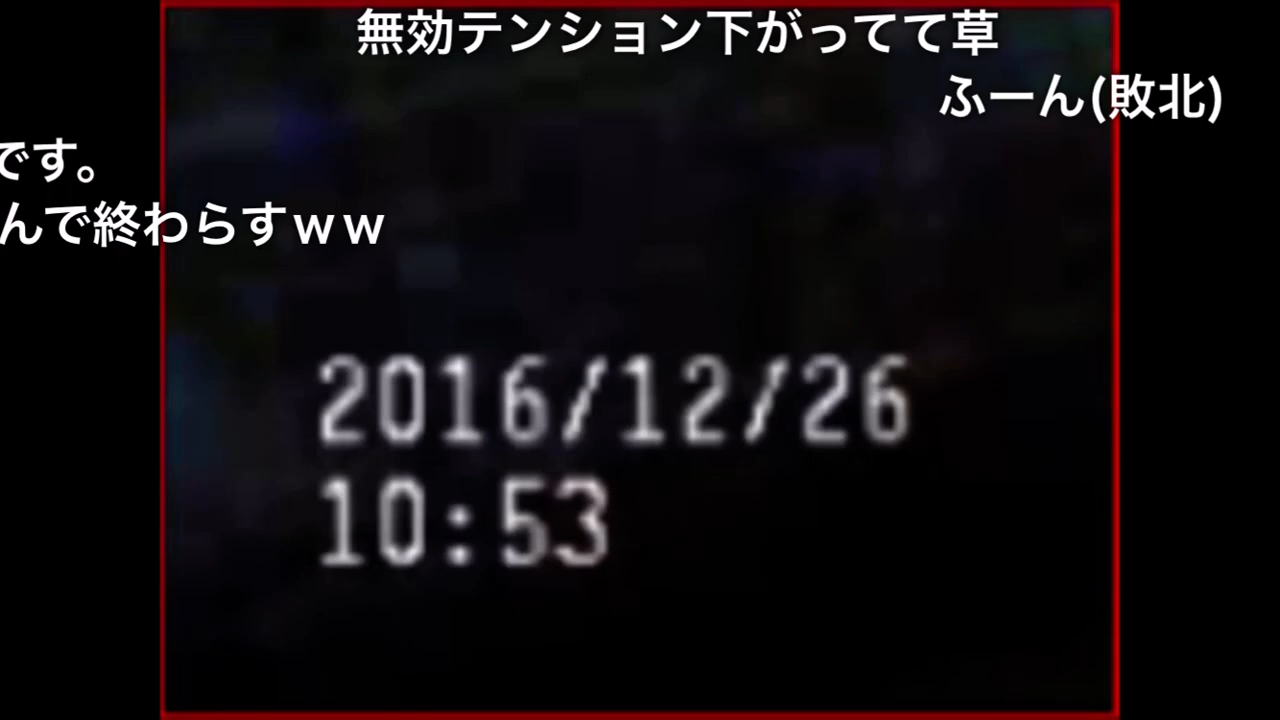 無効テンション下がってて草
ふーん(敗北)
です。
んで終わらすｗｗ
2016/12/26
10:53